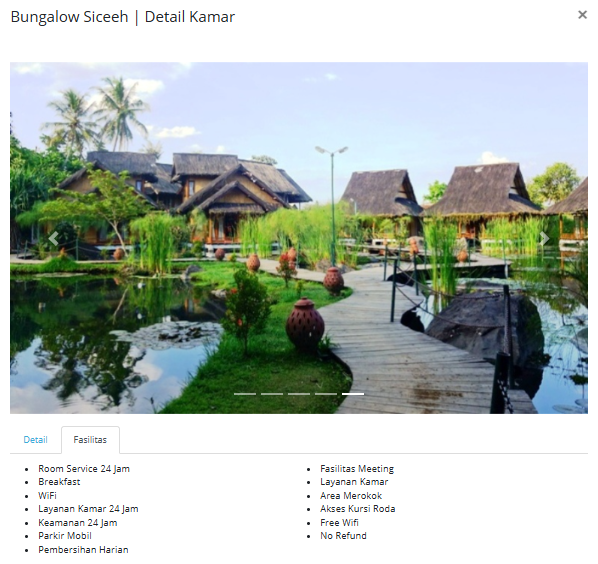 Bungalow Siceeh | Detail Kamar
×
Detail
Fasilitas
Room Service 24 Jam
Breakfast
WiFi
Layanan Kamar 24 Jam
Keamanan 24 Jam
Parkir Mobil
Pembersihan Harian
Fasilitas Meeting
Layanan Kamar
Area Merokok
Akses Kursi Roda
Free Wifi
No Refund